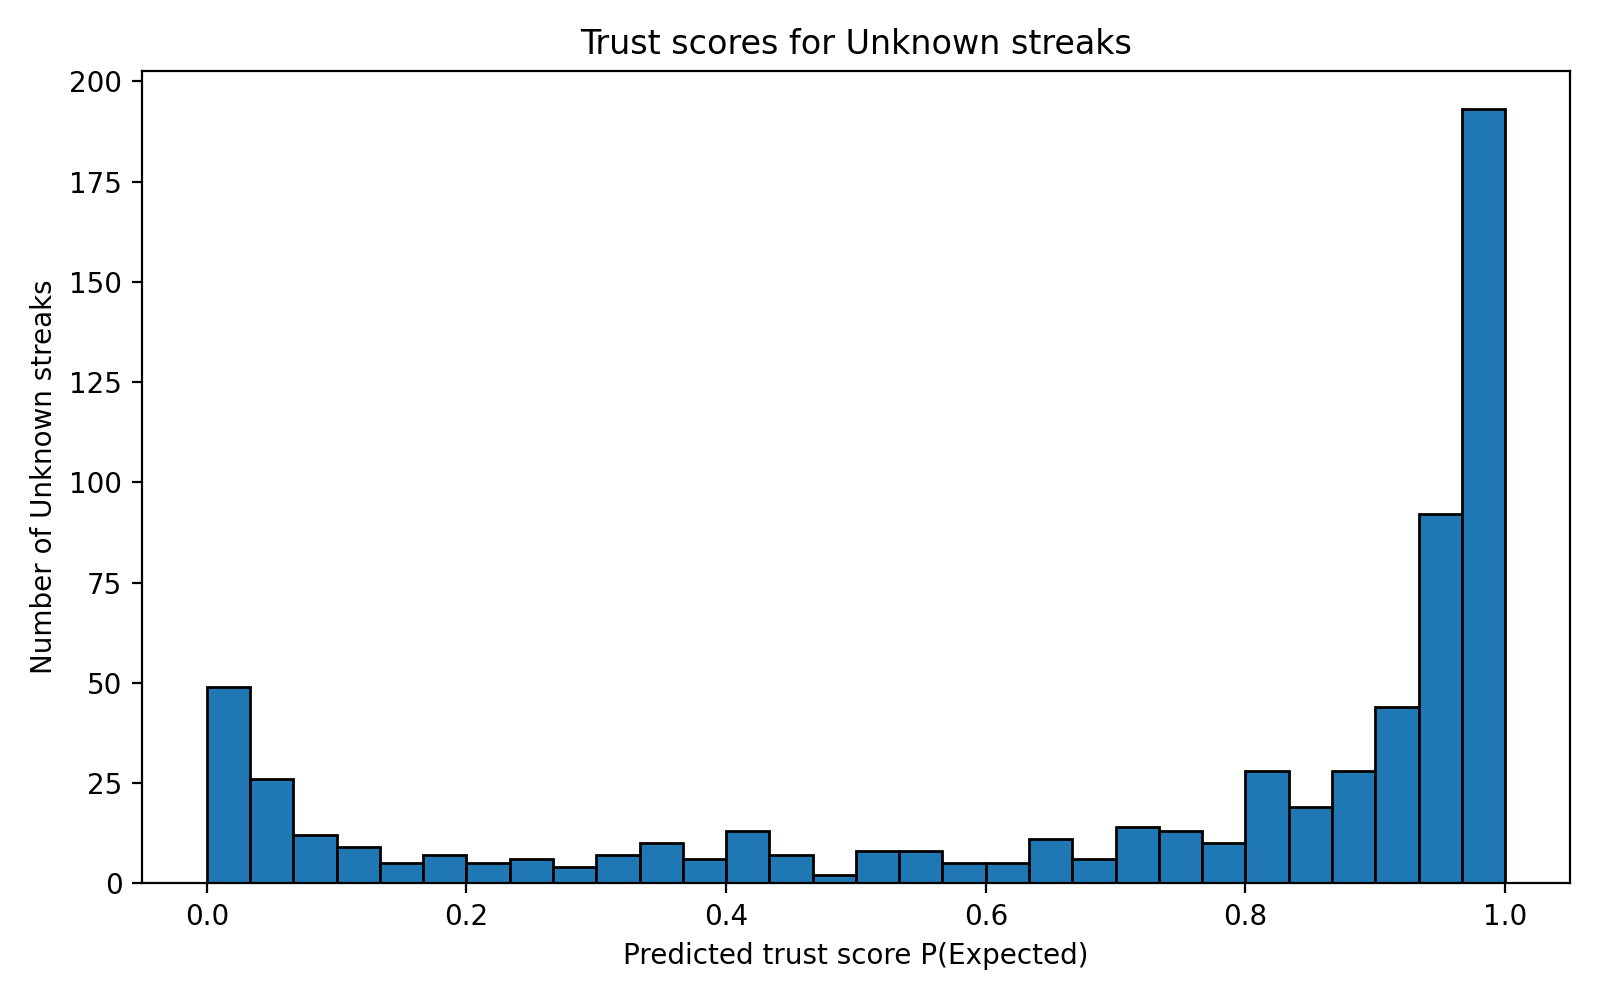 Trust scores for Unknown streaks
Number of Unknown streaks
200
175
150
125
100
75
50
25
0
0.0 0.2 0.4 0.6 0.8 1.0
Predicted trust score P(Expected)